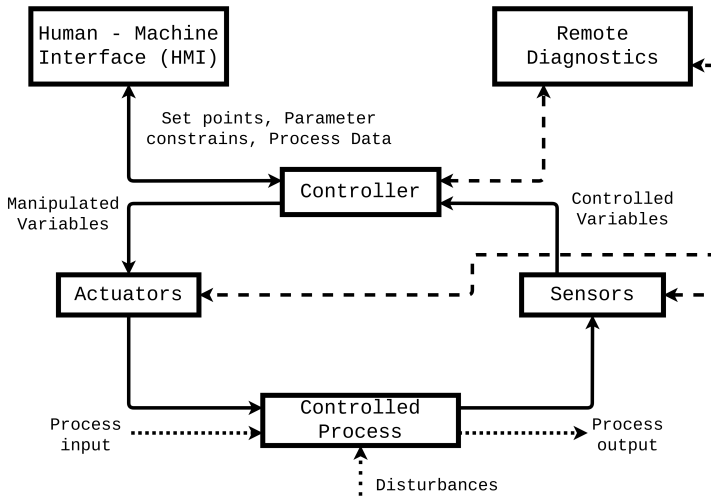 Human - Machine
Interface (HMI)
Remote
Diagnostics
Set points, Parameter
constrains, Process Data
Controller
Manipulated
Variables
Controlled
Variables
Actuators
Sensors
Controlled
Process
Process
input
Process
output
Disturbances